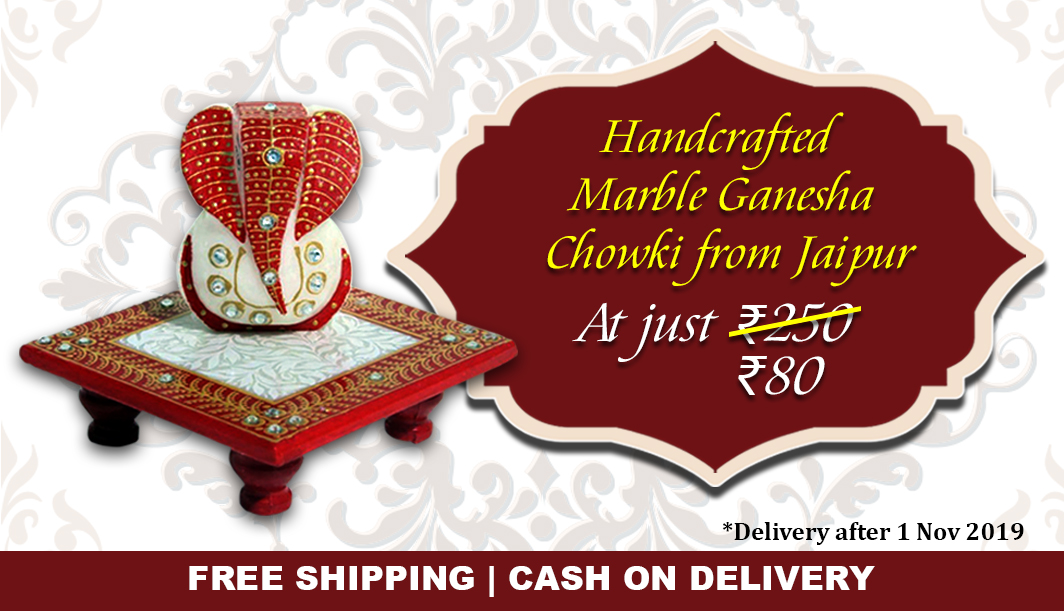 Handcrafted
Marble Ganesha
Chowki from Jaipur
At just ₹250
₹80
*Delivery after 1 Nov 2019
FREE SHIPPING | CASH ON DELIVERY